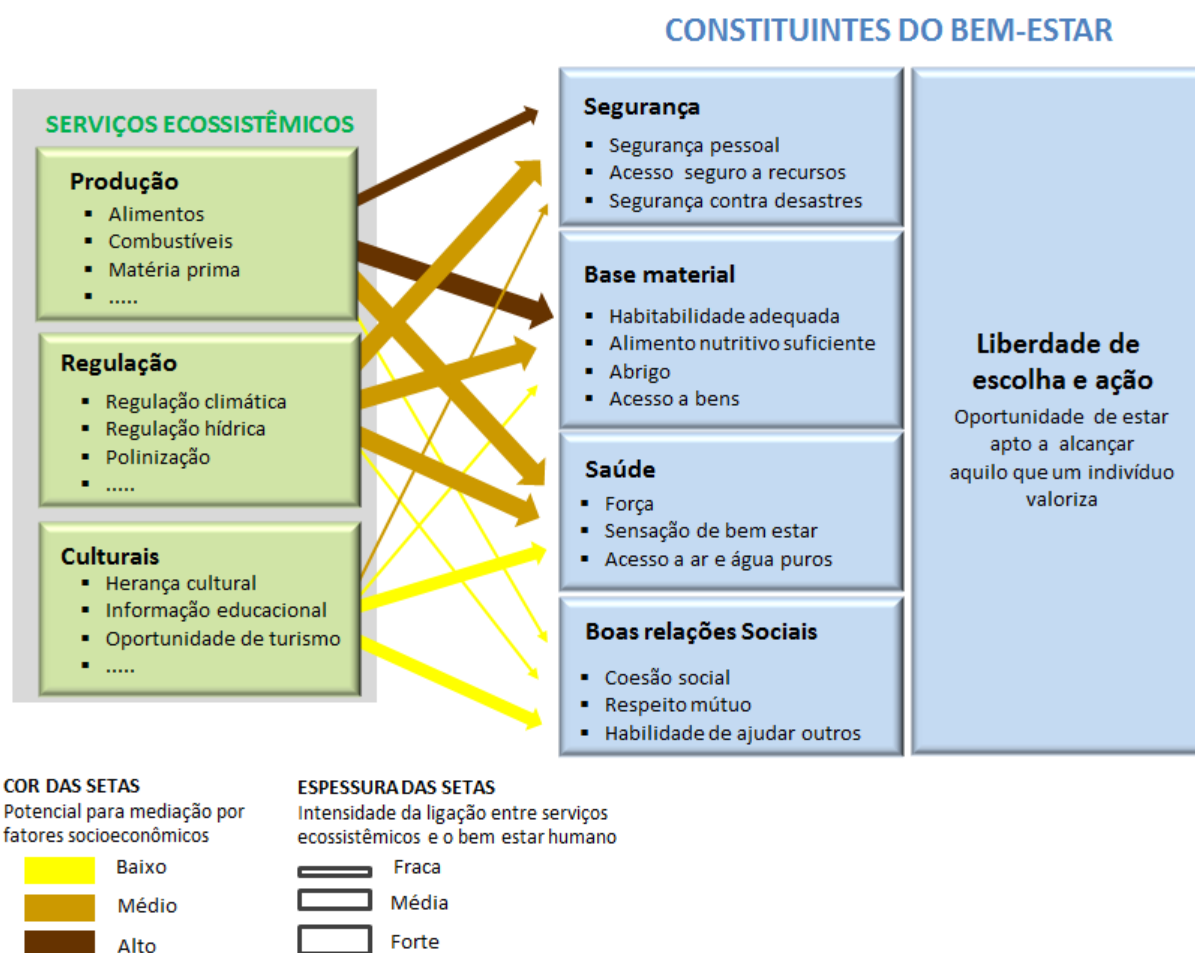 CONSTITUINTES DO BEM-ESTAR
SERVIÇOS ECOSSISTÊMICOS
Produção
▪ Alimentos
▪ Combustíveis
▪ Matéria prima
▪ .....
Regulação
▪ Regulação climática
▪ Regulação hídrica
▪ Polinização
▪ .....
Culturais
▪ Herança cultural
▪ Informação educacional
▪ Oportunidade de turismo
▪ .....
Segurança
▪ Segurança pessoal
▪ Acesso seguro a recursos
▪ Segurança contra desastres
Base material
▪ Habitabilidade adequada
▪ Alimento nutritivo suficiente
▪ Abrigo
▪ Acesso a bens
Saúde
▪ Força
▪ Sensação de bem estar
▪ Acesso a ar e água puros
Boas relações Sociais
▪ Coesão social
▪ Respeito mútuo
▪ Habilidade de ajudar outros
Liberdade de
escolha e ação
Oportunidade de estar
apto a alcançar
aquilo que um indivíduo
valoriza
COR DAS SETAS
Potencial para mediação por
fatores socioeconômicos
Baixo
Médio
Alto
ESPESSURA DAS SETAS
Intensidade da ligação entre serviços
ecossistêmicos e o bem estar humano
Fraca
Média
Forte